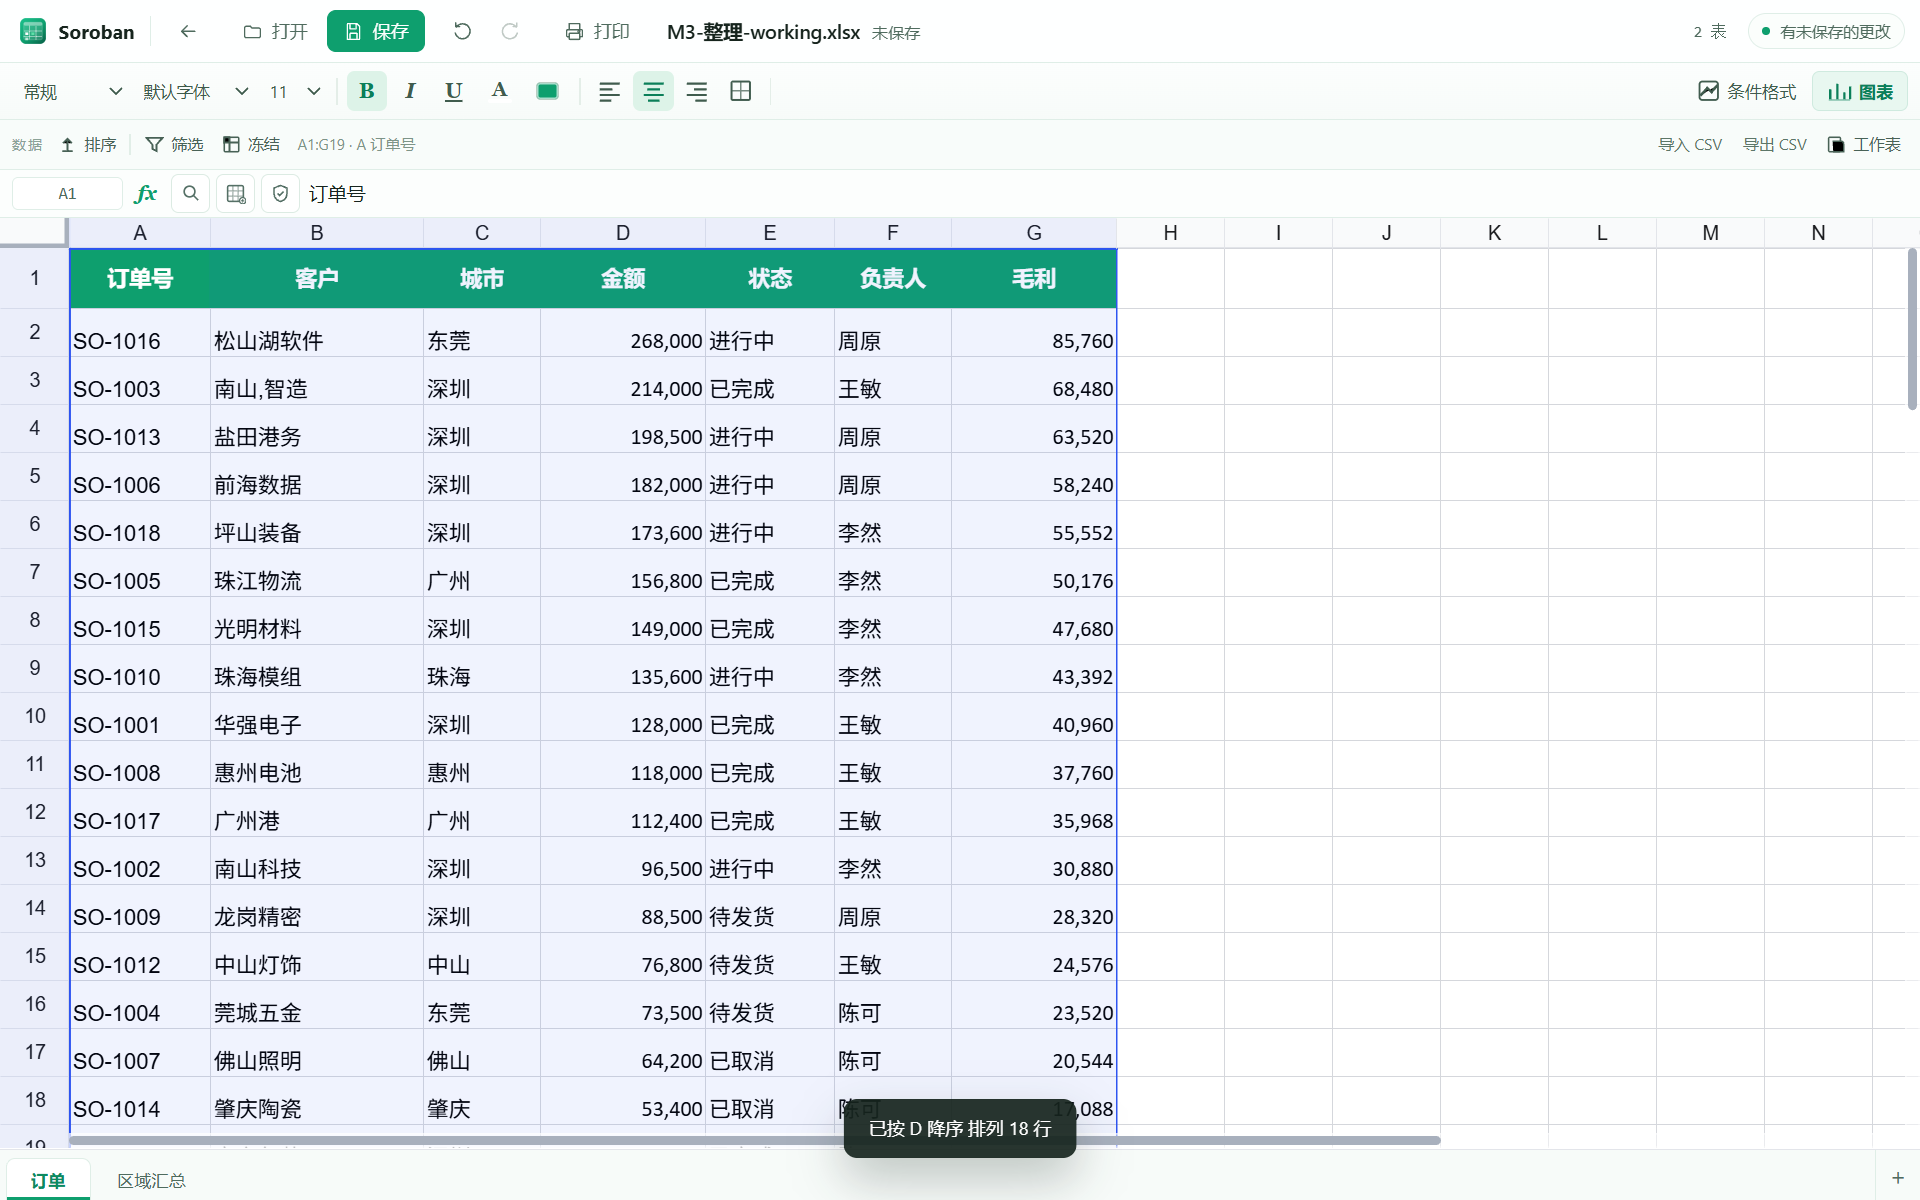 Soroban
打开
保存
打印
M3-整理-working.xlsx 未保存
2 表
有未保存的更改
常规
默认字体
11
B I U A
条件格式
图表
数据
排序
筛选
冻结
A1:G19 · A 订单号
导入 CSV
导出 CSV
工作表
A1
fx
订单号
A B C D E F G H I J K L M N
1 订单号 客户 城市 金额 状态 负责人 毛利
2 SO-1016 松山湖软件 东莞 268,000 进行中 周原 85,760
3 SO-1003 南山,智造 深圳 214,000 已完成 王敏 68,480
4 SO-1013 盐田港务 深圳 198,500 进行中 周原 63,520
5 SO-1006 前海数据 深圳 182,000 进行中 周原 58,240
6 SO-1018 坪山装备 深圳 173,600 进行中 李然 55,552
7 SO-1005 珠江物流 广州 156,800 已完成 李然 50,176
8 SO-1015 光明材料 深圳 149,000 已完成 李然 47,680
9 SO-1010 珠海模组 珠海 135,600 进行中 李然 43,392
10 SO-1001 华强电子 深圳 128,000 已完成 王敏 40,960
11 SO-1008 惠州电池 惠州 118,000 已完成 王敏 37,760
12 SO-1017 广州港 广州 112,400 已完成 王敏 35,968
13 SO-1002 南山科技 深圳 96,500 进行中 李然 30,880
14 SO-1009 龙岗精密 深圳 88,500 待发货 周原 28,320
15 SO-1012 中山灯饰 中山 76,800 待发货 王敏 24,576
16 SO-1004 莞城五金 东莞 73,500 待发货 陈可 23,520
17 SO-1007 佛山照明 佛山 64,200 已取消 陈可 20,544
18 SO-1014 肇庆陶瓷 肇庆 53,400 已取消 陈可 17,088
19
已按 D 降序 排列 18 行
订单
区域汇总